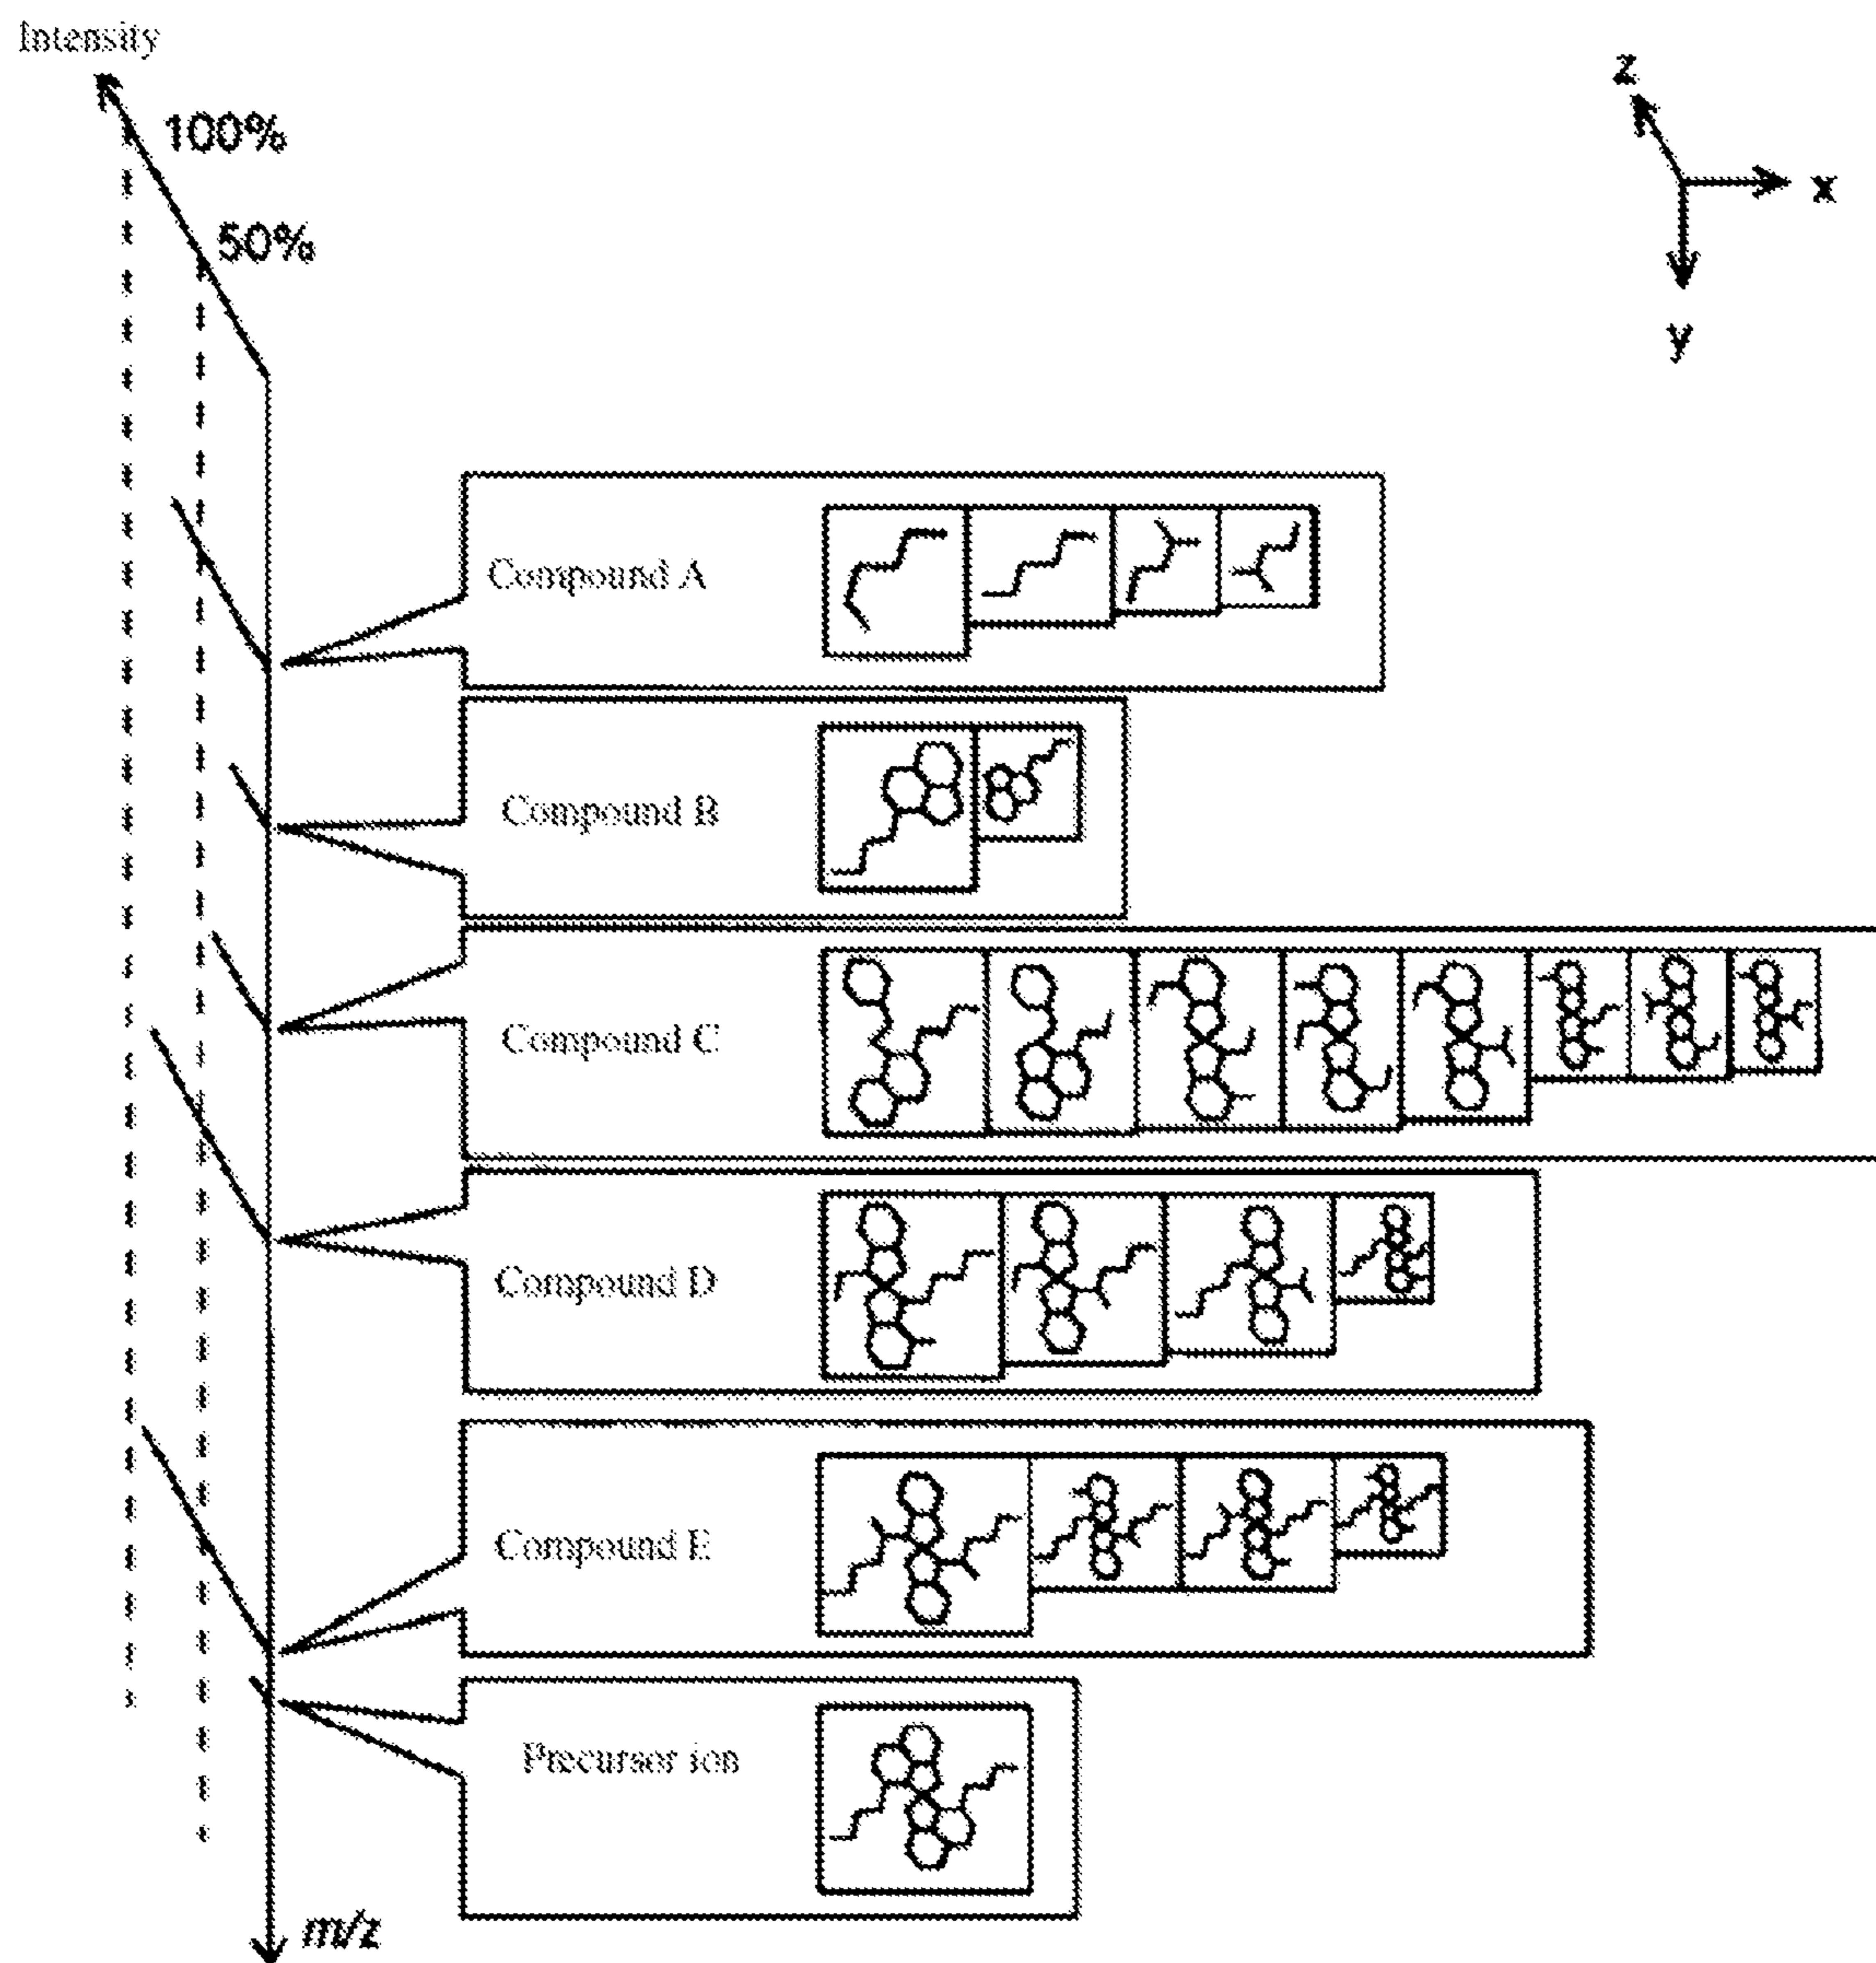 Intensity
100%
50%
z
x
y
Compound A
Compound B
Compound C
Compound D
Compound E
Precursor ion
m/z